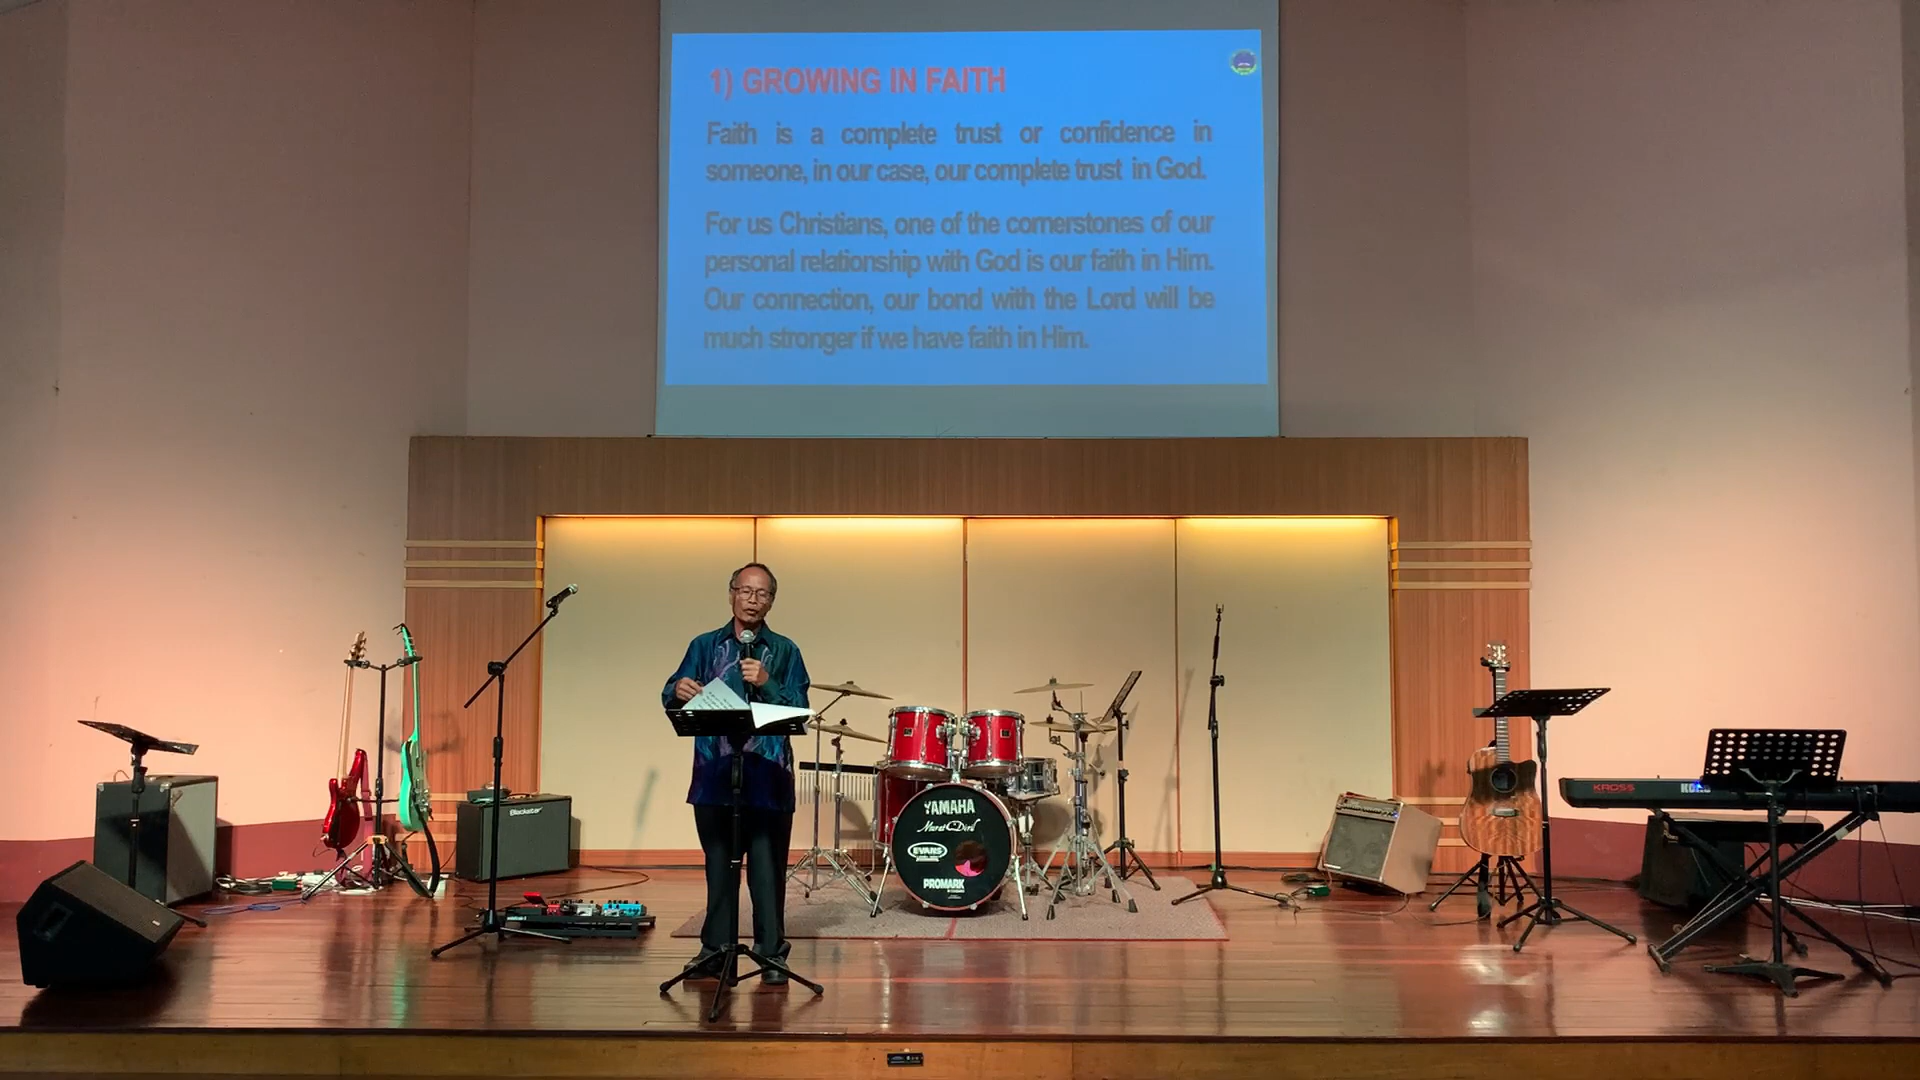 1) GROWING IN FAITH
Faith is a complete trust or confidence in
someone, in our case, our complete trust in God.
For us Christians, one of the cornerstones of our
personal relationship with God is our faith in Him.
Our connection, our bond with the Lord will be
much stronger if we have faith in Him.
Blackstar
YAMAHA
EVANS
PROMARK
KROSS
KORG